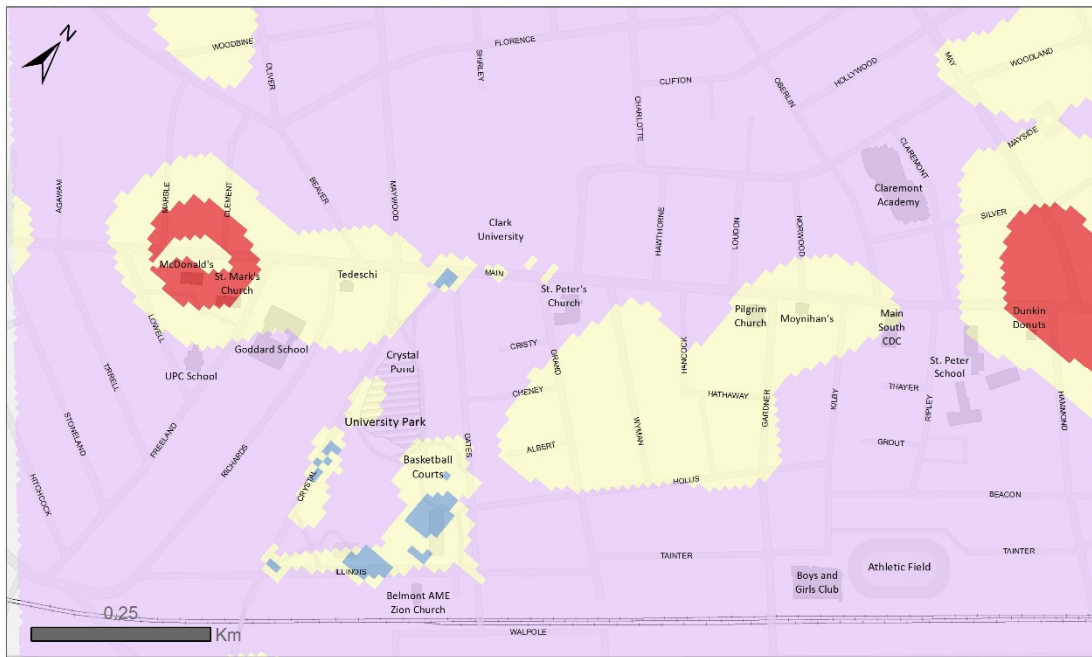 N
WOODBINE
OLIVER
SHIRLEY
FLORENCE
CLIFTON
CHARLOTTE
OBERLIN
HOLLYWOOD
MAY
WOODLAND
MAYSIDE
AGAWAM
MARBLE
CLEMENT
BEAVER
MAYWOOD
Clark
University
HAWTHORNE
LOUDON
NORWOOD
CLAREMONT
Claremont
Academy
SILVER
McDonald's
St. Mark's
Church
Tedeschi
MAIN
St. Peter's
Church
Pilgrim
Church
Moynihan's
Main
South
CDC
Dunkin
Donuts
LOWELL
Goddard School
UPC School
Crystal
Pond
CRISTY
GRAND
CHENEY
HANCOCK
HATHAWAY
GARDNER
KILBY
THAYER
RIPLEY
St. Peter
School
HAMMOND
TIRRELL
STONELAND
FREELAND
RICHARDS
University Park
GATES
ALBERT
WYMAN
GROUT
HITCHCOCK
CRYSTAL
Basketball
Courts
HOLLIS
BEACON
ILLINOIS
TAINTER
TAINTER
Athletic Field
Boys and
Girls Club
Belmont AME
Zion Church
WALPOLE
0.25
Km